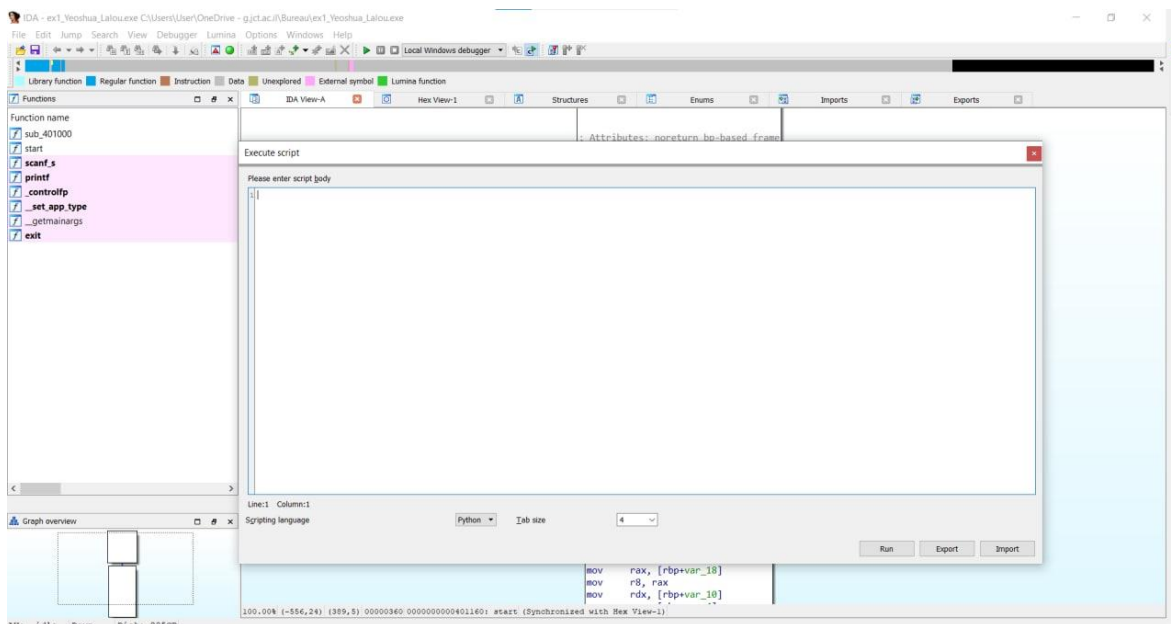 IDA - ex1_Yeoshua_Lalou.exe C:\Users\User\OneDrive - g.jct.ac.il\Bureau\ex1_Yeoshua_Lalou.exe
File Edit Jump Search View Debugger Lumina Options Windows Help
Local Windows debugger
Library function Regular function Instruction Data Unexplored External symbol Lumina function
Functions
IDA View-A Hex View-1 Structures Enums Imports Exports
Function name
sub_401000
start
scanf_s
printf
_controlfp
__set_app_type
__getmainargs
exit
; Attributes: noreturn bp-based frame
Execute script
Please enter script body
1
Line:1 Column:1
Scripting language Python Tab size 4
Run Export Import
Graph overview
mov rax, [rbp+var_18]
mov r8, rax
mov rdx, [rbp+var_10]
100.00% (-556,24) (389,5) 00000360 0000000000401160: start (Synchronized with Hex View-1)